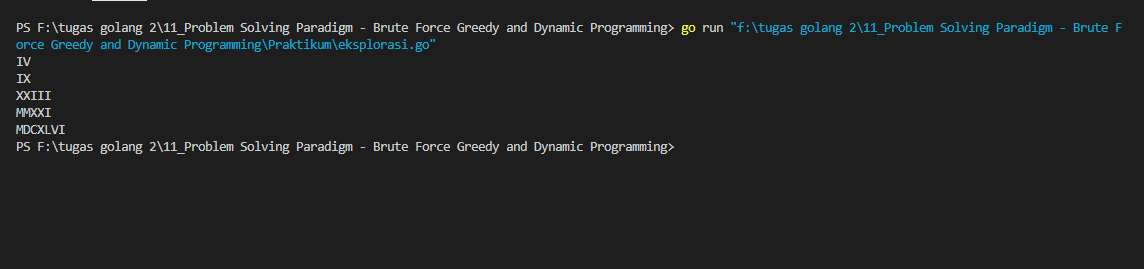 PS F:\tugas golang 2\11_Problem Solving Paradigm - Brute Force Greedy and Dynamic Programming> go run "f:\tugas golang 2\11_Problem Solving Paradigm - Brute F
orce Greedy and Dynamic Programming\Praktikum\eksplorasi.go"
IV
IX
XXIII
MMXXI
MDCXLVI
PS F:\tugas golang 2\11_Problem Solving Paradigm - Brute Force Greedy and Dynamic Programming>